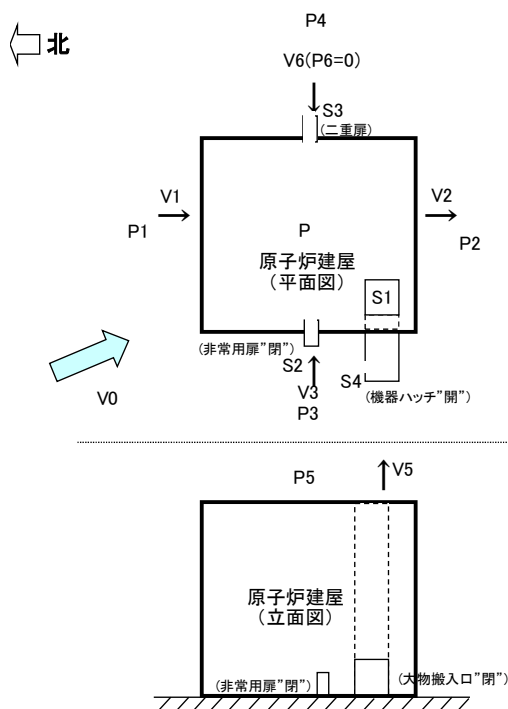 P4
北
V6(P6=0)
S3
(二重扉)
V1
V2
P1
P
P2
原子炉建屋
(平面図)
S1
(非常用扉"閉")
S2
S4
(機器ハッチ"開")
V3
P3
V0
P5
V5
原子炉建屋
(立面図)
(非常用扉"閉")
(大物搬入口"閉")